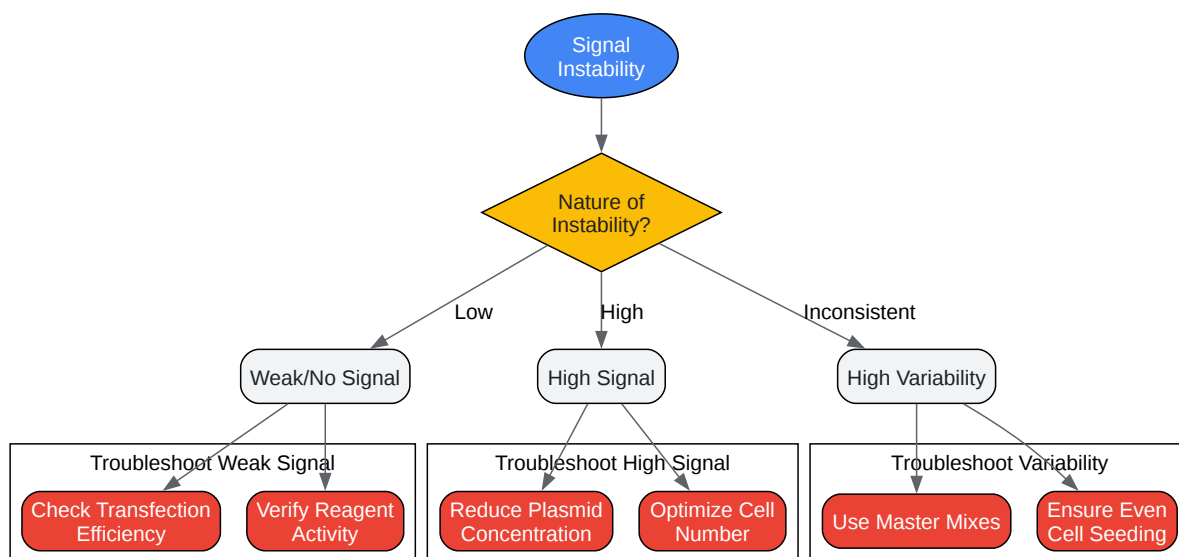 Signal
Instability
Nature of
Instability?
Low
High
Inconsistent
Weak/No Signal
High Signal
High Variability
Troubleshoot Weak Signal
Troubleshoot High Signal
Troubleshoot Variability
Check Transfection
Efficiency
Verify Reagent
Activity
Reduce Plasmid
Concentration
Optimize Cell
Number
Use Master Mixes
Ensure Even
Cell Seeding